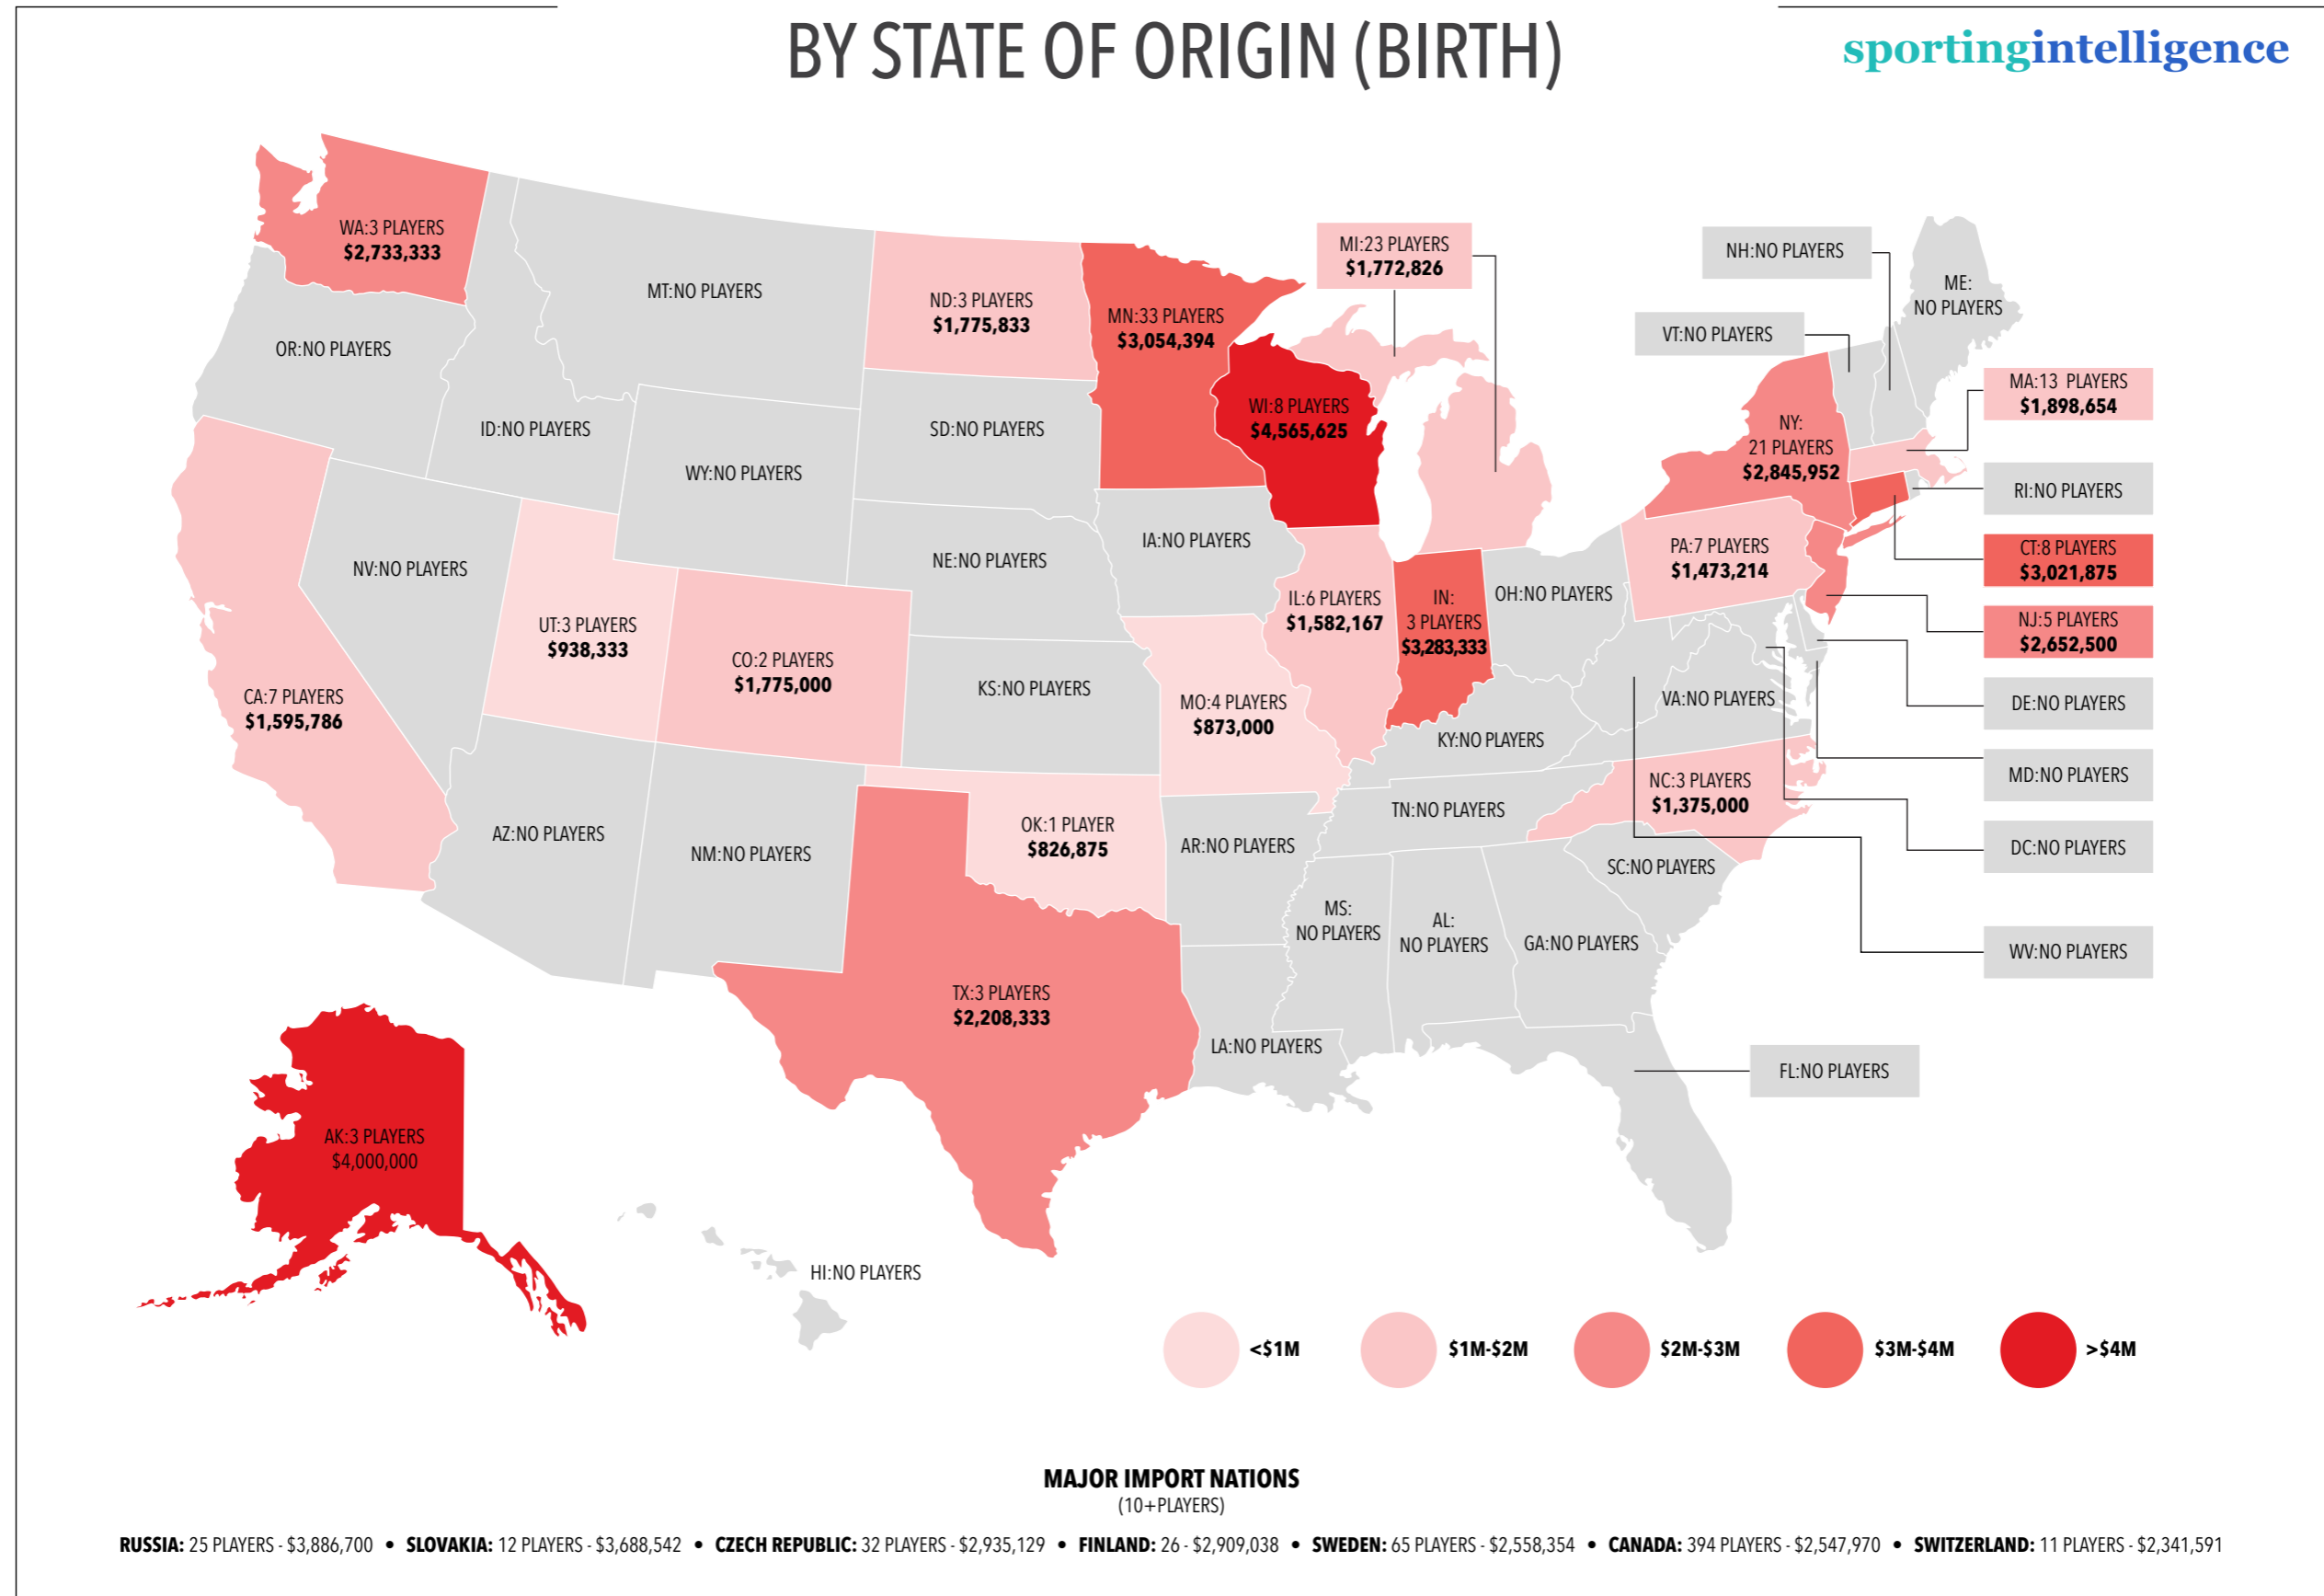 BY STATE OF ORIGIN (BIRTH)
sportingintelligence
WA:3 PLAYERS
$2,733,333
OR:NO PLAYERS
MT:NO PLAYERS
ID:NO PLAYERS
WY:NO PLAYERS
ND:3 PLAYERS
$1,775,833
SD:NO PLAYERS
NE:NO PLAYERS
MN:33 PLAYERS
$3,054,394
WI:8 PLAYERS
$4,565,625
MI:23 PLAYERS
$1,772,826
NH:NO PLAYERS
VT:NO PLAYERS
ME:
NO PLAYERS
MA:13 PLAYERS
$1,898,654
NY:
21 PLAYERS
$2,845,952
RI:NO PLAYERS
CT:8 PLAYERS
$3,021,875
NJ:5 PLAYERS
$2,652,500
PA:7 PLAYERS
$1,473,214
DE:NO PLAYERS
MD:NO PLAYERS
DC:NO PLAYERS
WV:NO PLAYERS
FL:NO PLAYERS
CA:7 PLAYERS
$1,595,786
NV:NO PLAYERS
UT:3 PLAYERS
$938,333
CO:2 PLAYERS
$1,775,000
KS:NO PLAYERS
IA:NO PLAYERS
IL:6 PLAYERS
$1,582,167
IN:
3 PLAYERS
$3,283,333
OH:NO PLAYERS
MO:4 PLAYERS
$873,000
KY:NO PLAYERS
VA:NO PLAYERS
NC:3 PLAYERS
$1,375,000
TN:NO PLAYERS
SC:NO PLAYERS
AZ:NO PLAYERS
NM:NO PLAYERS
OK:1 PLAYER
$826,875
AR:NO PLAYERS
MS:
NO PLAYERS
AL:
NO PLAYERS
GA:NO PLAYERS
TX:3 PLAYERS
$2,208,333
LA:NO PLAYERS
AK:3 PLAYERS
$4,000,000
HI:NO PLAYERS
<$1M
$1M-$2M
$2M-$3M
$3M-$4M
>$4M
MAJOR IMPORT NATIONS
(10+PLAYERS)
RUSSIA: 25 PLAYERS - $3,886,700 • SLOVAKIA: 12 PLAYERS - $3,688,542 • CZECH REPUBLIC: 32 PLAYERS - $2,935,129 • FINLAND: 26 - $2,909,038 • SWEDEN: 65 PLAYERS - $2,558,354 • CANADA: 394 PLAYERS - $2,547,970 • SWITZERLAND: 11 PLAYERS - $2,341,591